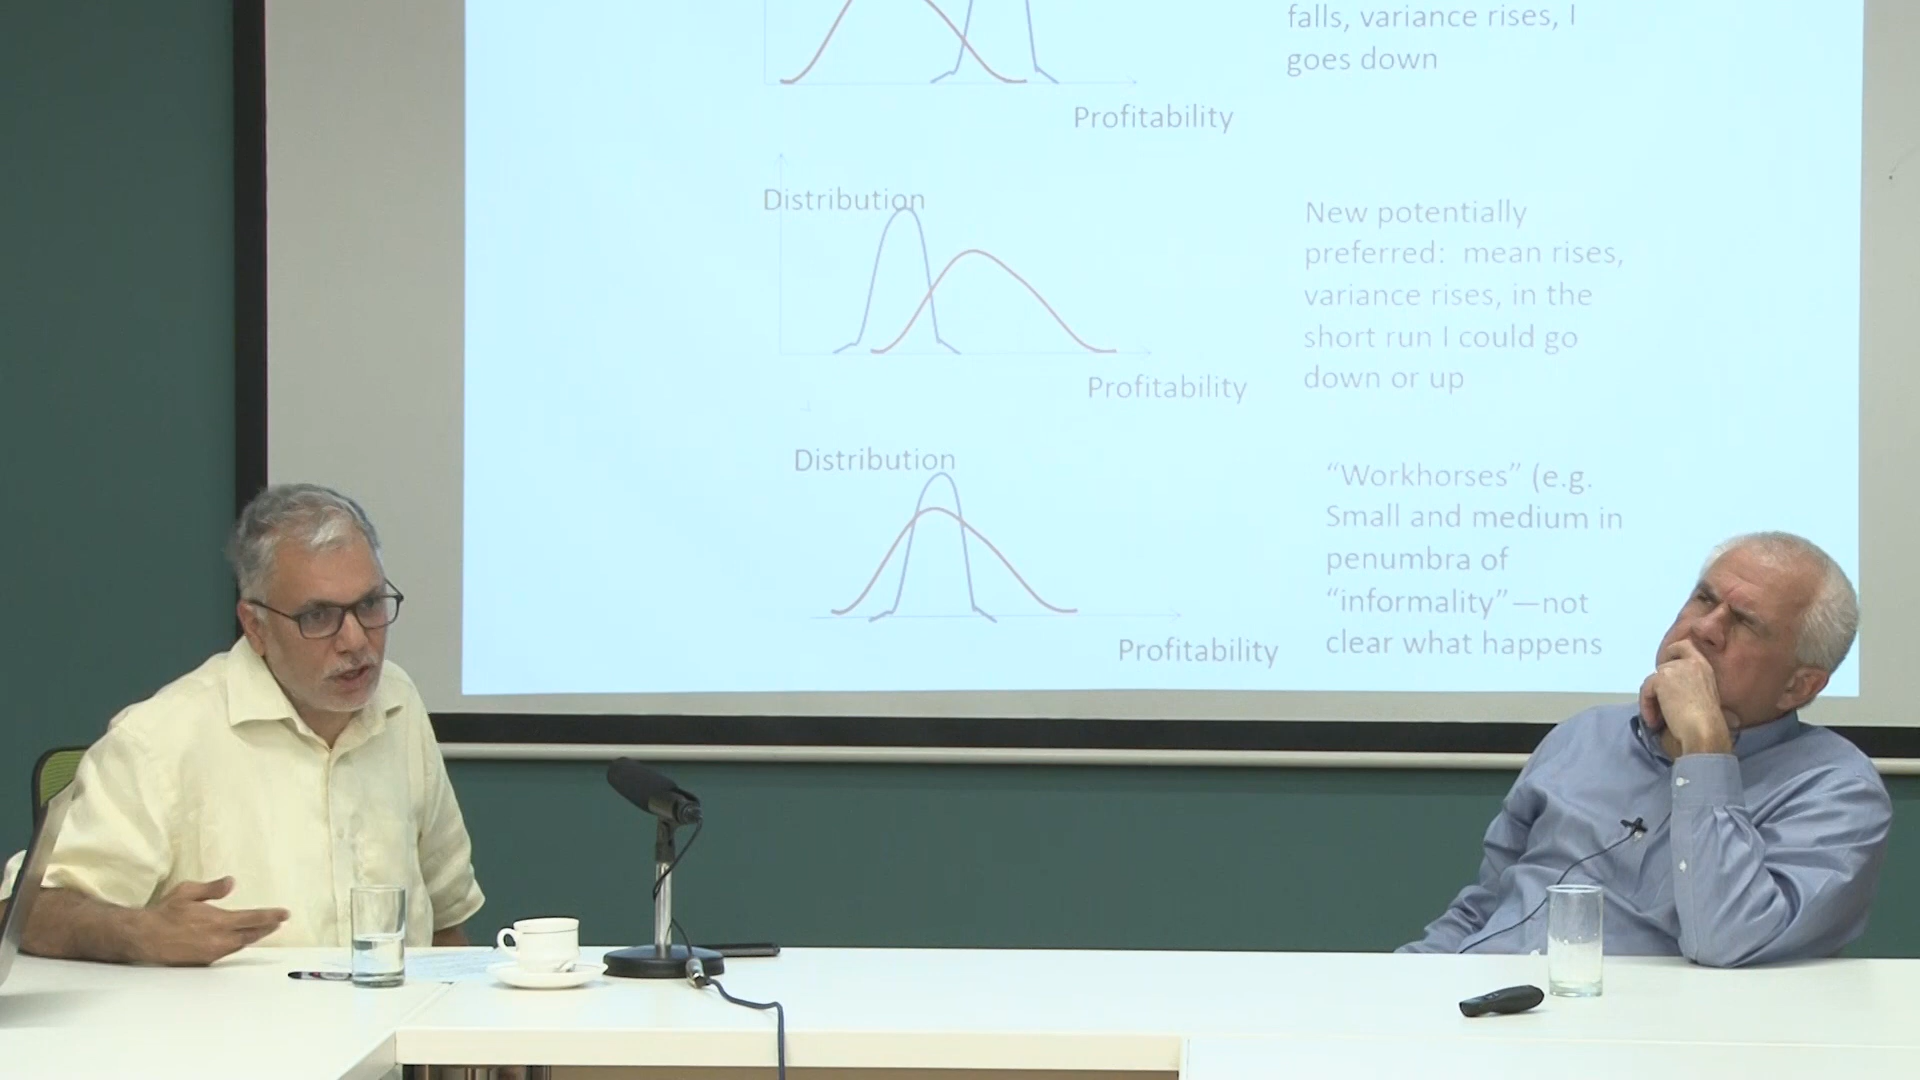 falls, variance rises, I
goes down
Profitability
Distribution
New potentially
preferred: mean rises,
variance rises, in the
short run I could go
down or up
Profitability
Distribution
“Workhorses” (e.g.
Small and medium in
penumbra of
“informality”—not
clear what happens
Profitability